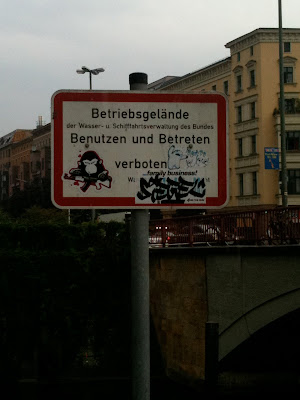 Betriebsgelände
der Wasser- u. Schifffahrtsverwaltung des Bundes
Benutzen und Betreten
verboten
...family business!